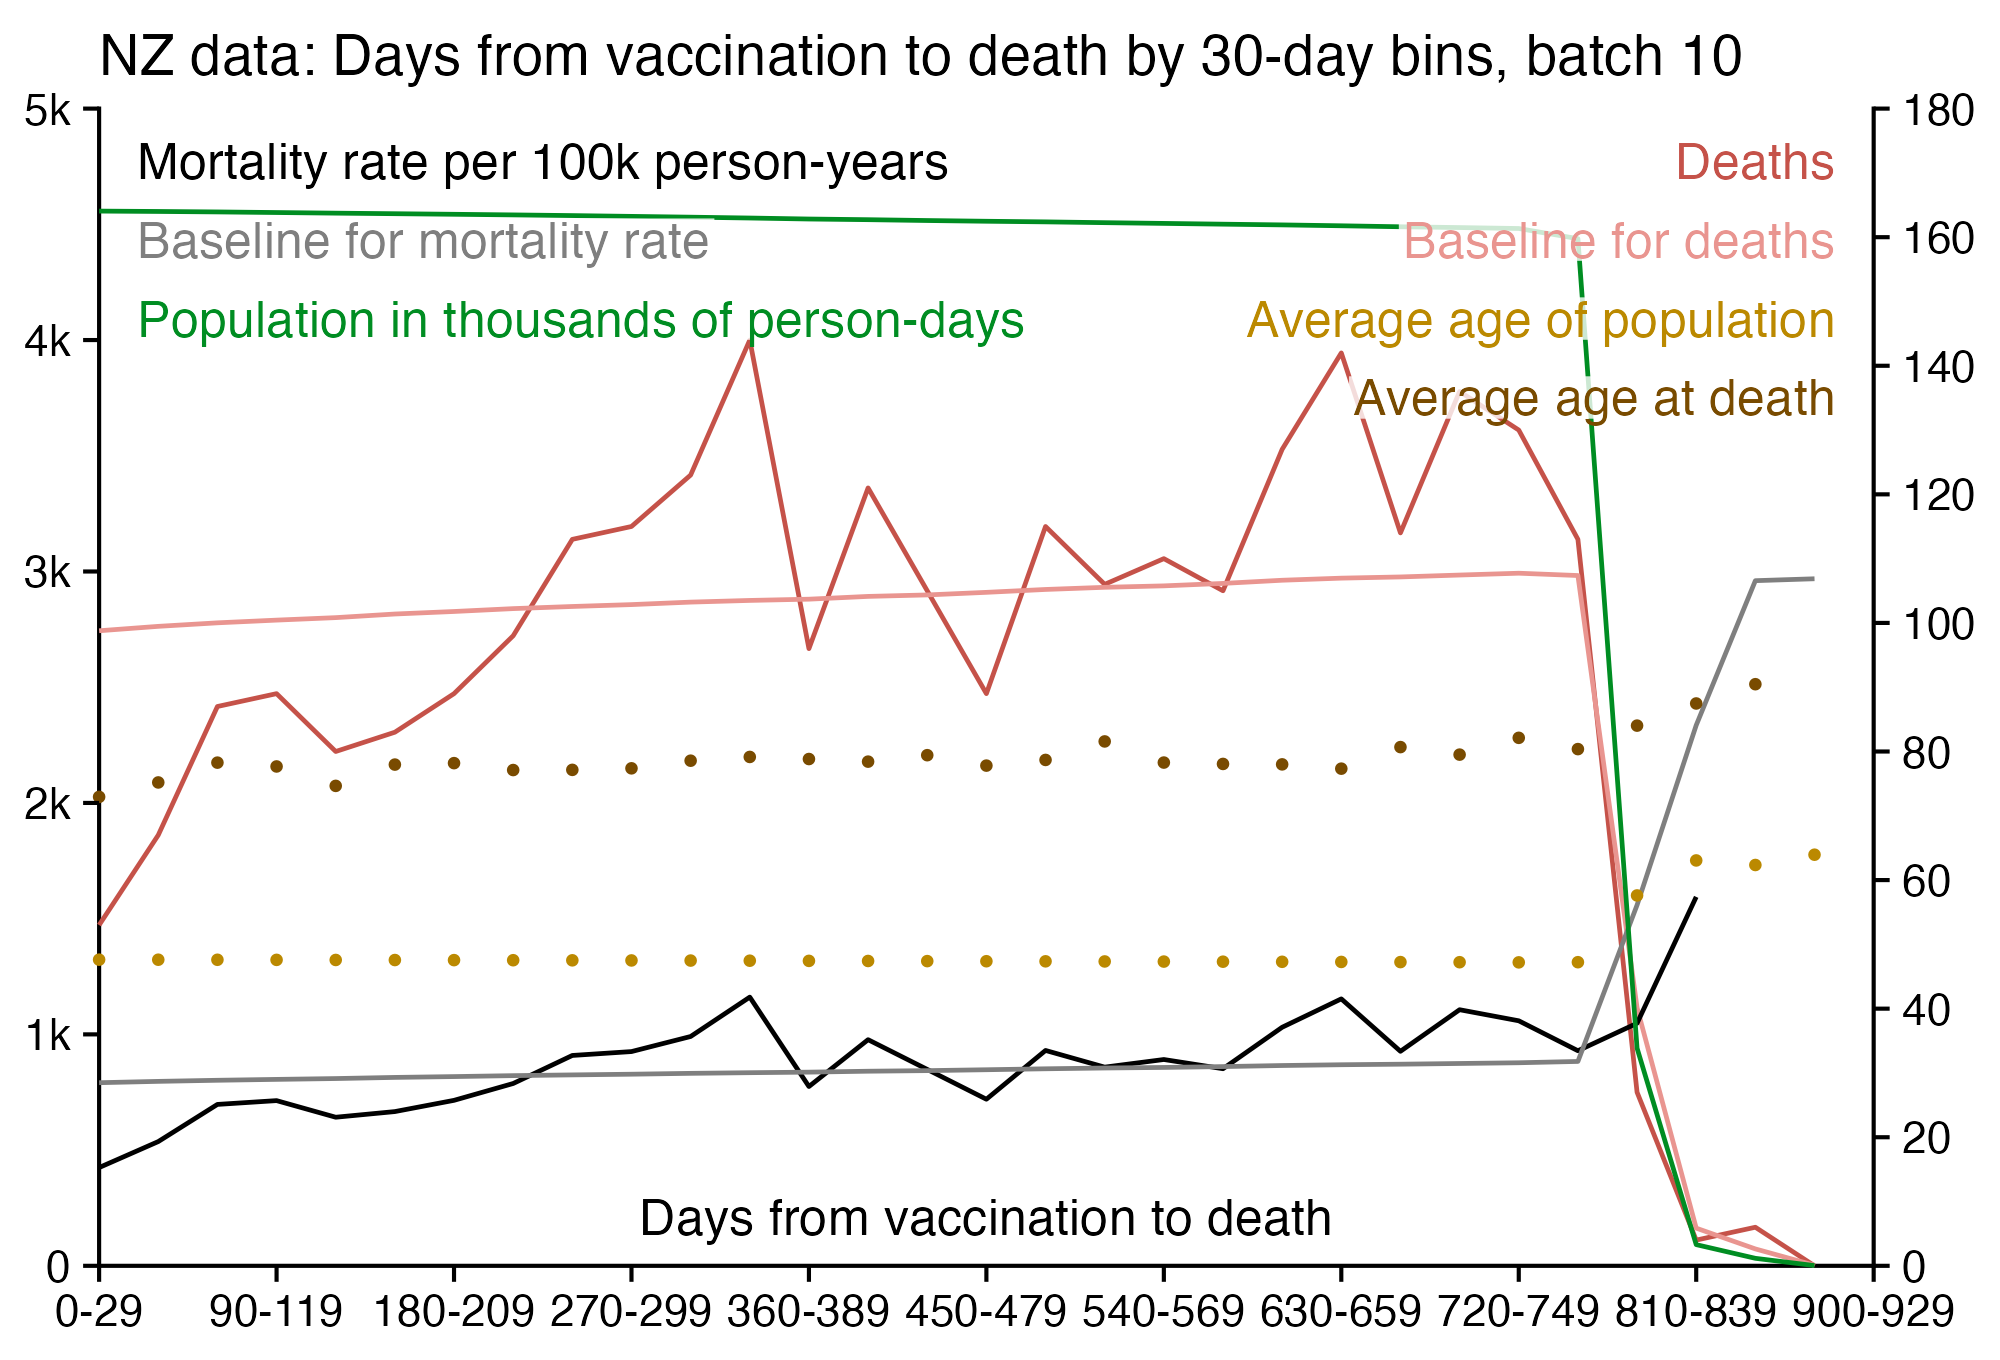 NZ data: Days from vaccination to death by 30-day bins, batch 10
5k
180
Mortality rate per 100k person-years
Deaths
Baseline for mortality rate
Baseline for deaths
160
Population in thousands of person-days
Average age of population
4k
140
Average age at death
120
3k
100
2k
80
60
1k
40
20
Days from vaccination to death
0
0
0-29 90-119 180-209 270-299 360-389 450-479 540-569 630-659 720-749 810-839 900-929